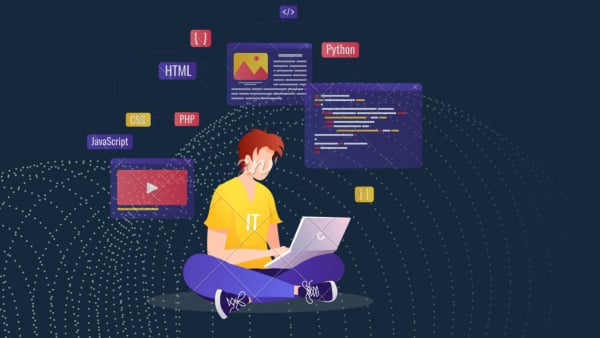 </>
{ }
Python
HTML
CSS
PHP
JavaScript
{ }
IT